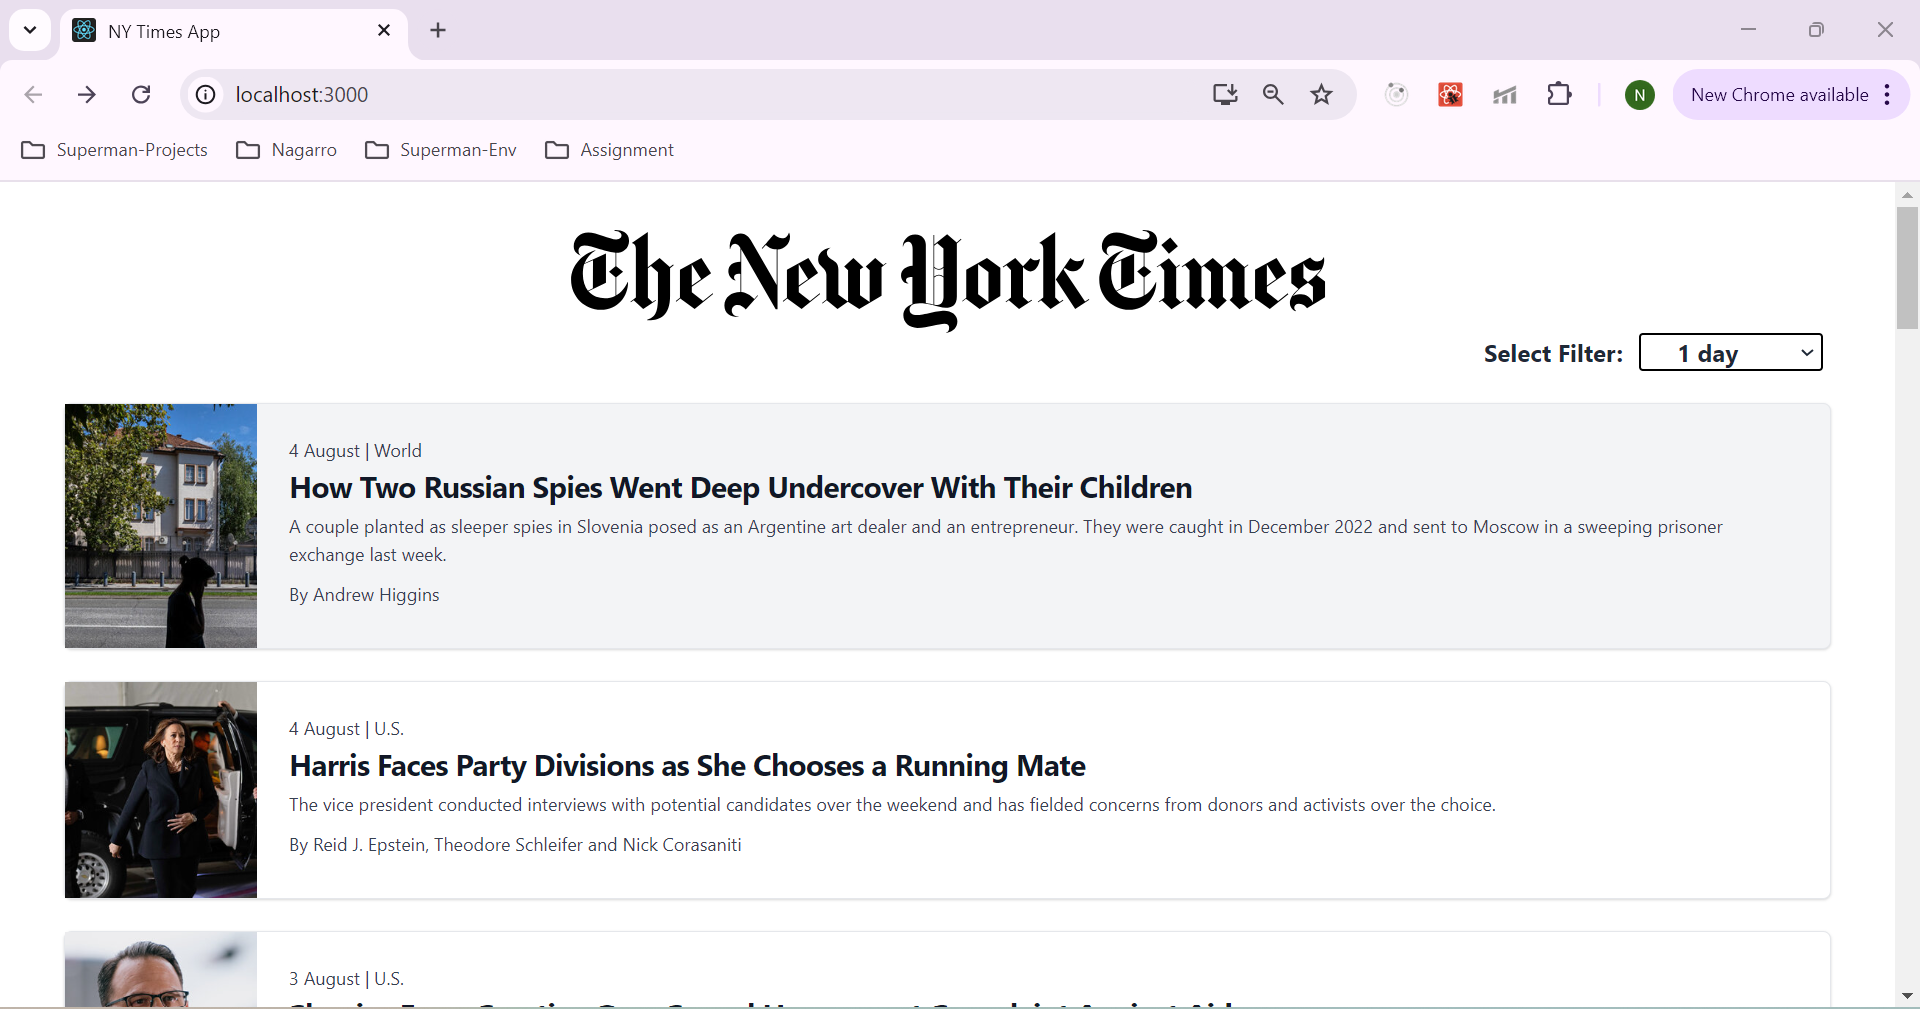 NY Times App
localhost:3000
N
New Chrome available
Superman-Projects
Nagarro
Superman-Env
Assignment
The New York Times
Select Filter: 1 day
4 August | World
How Two Russian Spies Went Deep Undercover With Their Children
A couple planted as sleeper spies in Slovenia posed as an Argentine art dealer and an entrepreneur. They were caught in December 2022 and sent to Moscow in a sweeping prisoner
exchange last week.
By Andrew Higgins
4 August | U.S.
Harris Faces Party Divisions as She Chooses a Running Mate
The vice president conducted interviews with potential candidates over the weekend and has fielded concerns from donors and activists over the choice.
By Reid J. Epstein, Theodore Schleifer and Nick Corasaniti
3 August | U.S.